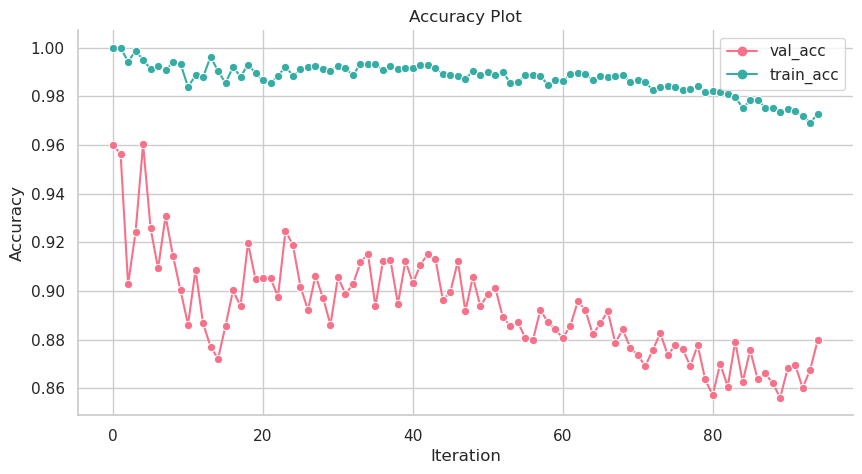 Accuracy Plot
val_acc
train_acc
1.00
0.98
0.96
0.94
0.92
0.90
0.88
0.86
Accuracy
0 20 40 60 80
Iteration